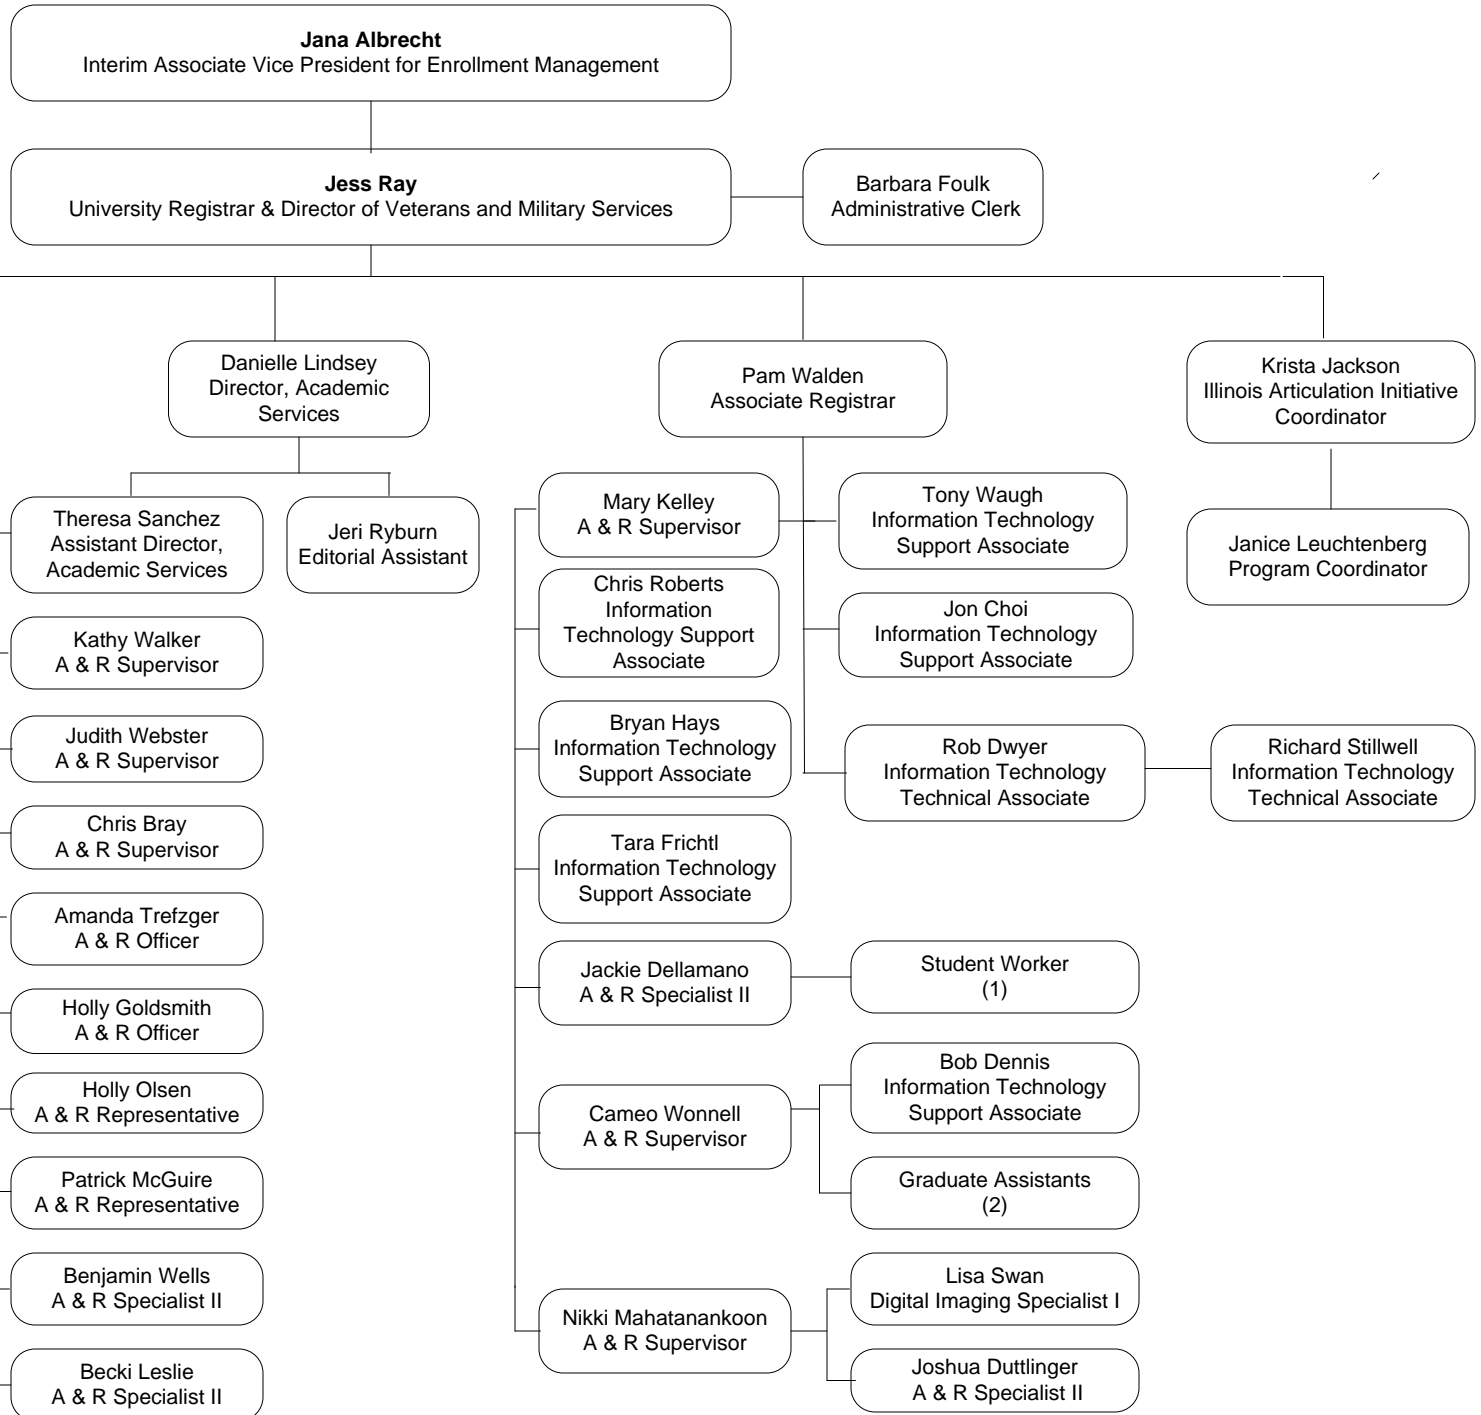 Jana Albrecht
Interim Associate Vice President for Enrollment Management
Jess Ray
University Registrar & Director of Veterans and Military Services
Barbara Foulk
Administrative Clerk
Danielle Lindsey
Director, Academic
Services
Pam Walden
Associate Registrar
Krista Jackson
Illinois Articulation Initiative
Coordinator
Theresa Sanchez
Assistant Director,
Academic Services
Jeri Ryburn
Editorial Assistant
Kathy Walker
A & R Supervisor
Judith Webster
A & R Supervisor
Chris Bray
A & R Supervisor
Amanda Trefzger
A & R Officer
Holly Goldsmith
A & R Officer
Holly Olsen
A & R Representative
Patrick McGuire
A & R Representative
Benjamin Wells
A & R Specialist II
Becki Leslie
A & R Specialist II
Mary Kelley
A & R Supervisor
Chris Roberts
Information
Technology Support
Associate
Bryan Hays
Information Technology
Support Associate
Tara Frichtl
Information Technology
Support Associate
Jackie Dellamano
A & R Specialist II
Cameo Wonnell
A & R Supervisor
Nikki Mahatanankoon
A & R Supervisor
Tony Waugh
Information Technology
Support Associate
Jon Choi
Information Technology
Support Associate
Rob Dwyer
Information Technology
Technical Associate
Richard Stillwell
Information Technology
Technical Associate
Student Worker
(1)
Bob Dennis
Information Technology
Support Associate
Graduate Assistants
(2)
Lisa Swan
Digital Imaging Specialist I
Joshua Duttlinger
A & R Specialist II
Janice Leuchtenberg
Program Coordinator